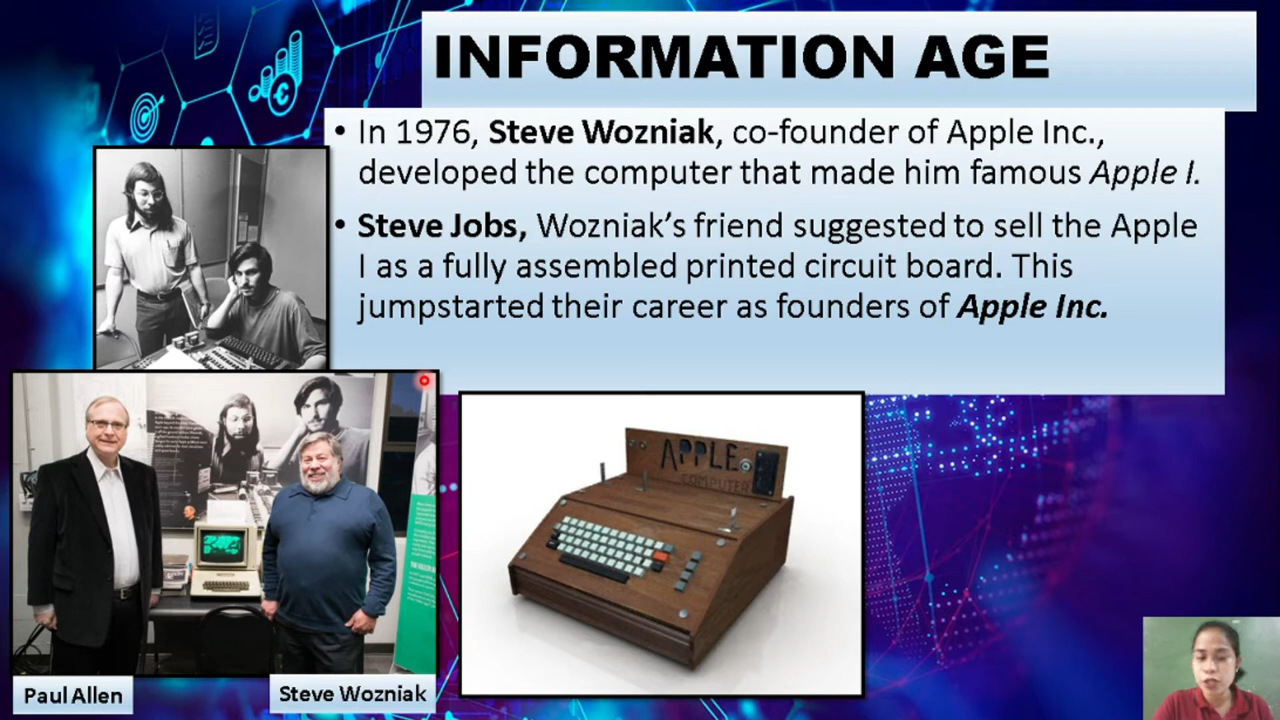 INFORMATION AGE
• In 1976, Steve Wozniak, co-founder of Apple Inc.,
developed the computer that made him famous Apple I.
• Steve Jobs, Wozniak’s friend suggested to sell the Apple
I as a fully assembled printed circuit board. This
jumpstarted their career as founders of Apple Inc.
APPLE
COMPUTER
Paul Allen
Steve Wozniak